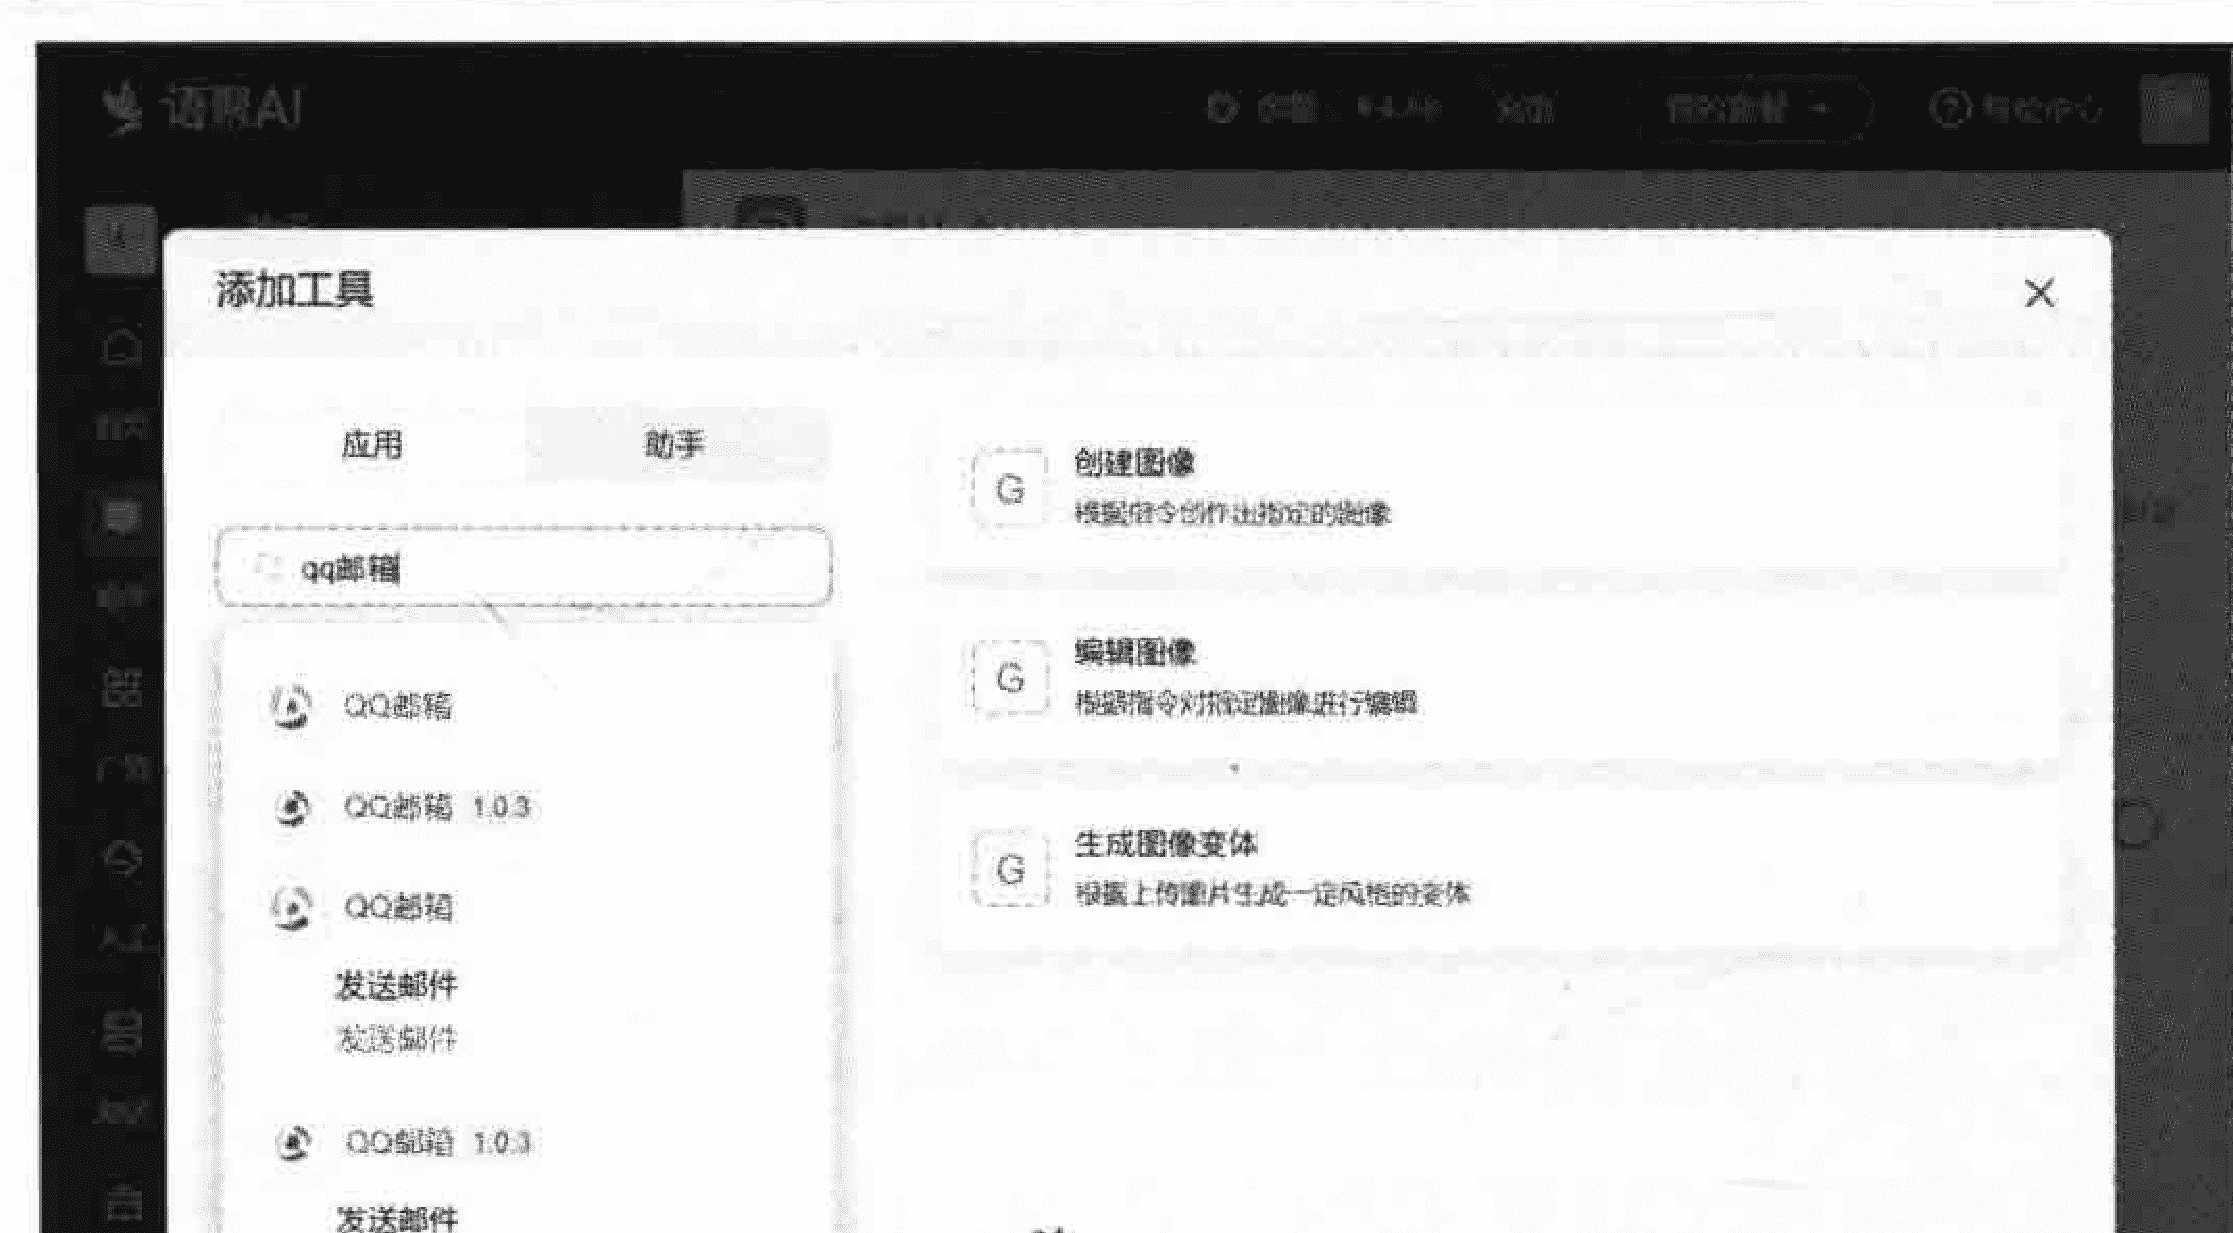 语聚AI
添加工具
应用
助手
qq邮箱
QQ邮箱
QQ邮箱 1.0.3
QQ邮箱
发送邮件
发送邮件
QQ邮箱 1.0.3
发送邮件
创建图像
根据指令创作出指定的图像
编辑图像
根据指令对指定图像进行编辑
生成图像变体
根据上传图片生成一定风格的变体